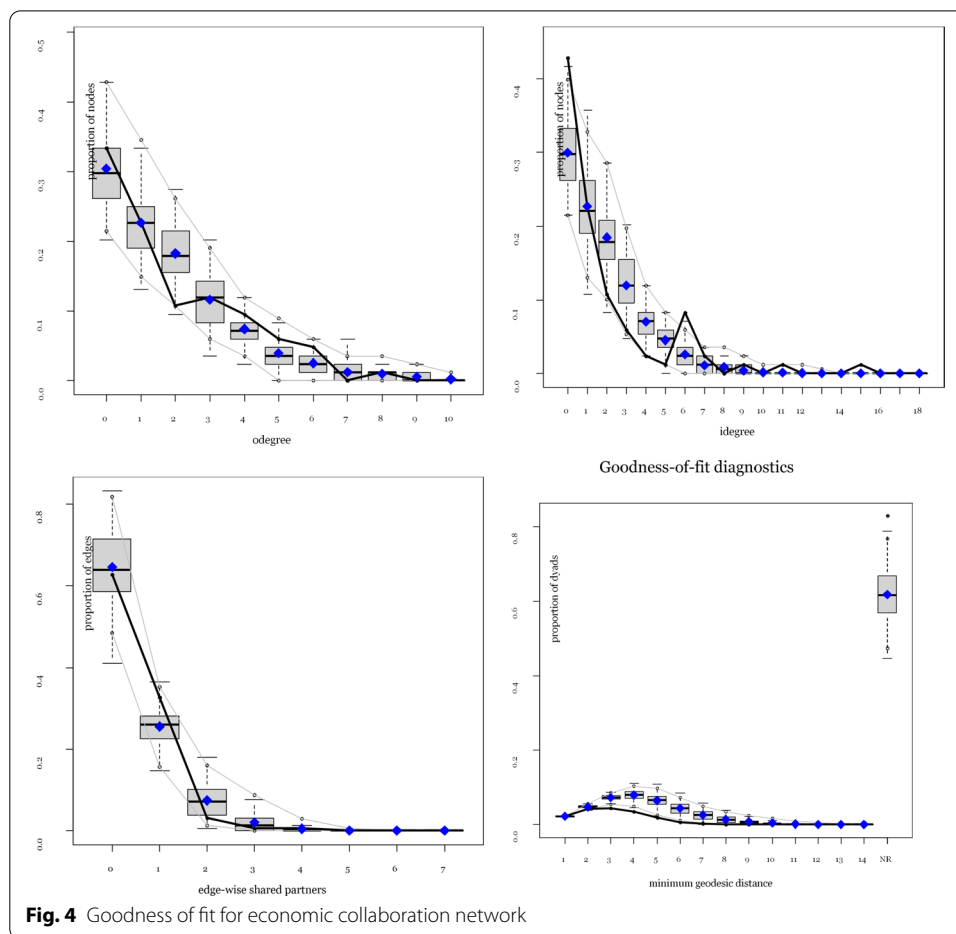 0.5
0.4
0.3
0.2
0.1
0.0
proportion of nodes
0 1 2 3 4 5 6 7 8 9 10
odegree
0.4
0.3
0.2
0.1
0.0
proportion of nodes
0 1 2 3 4 5 6 7 8 9 10 12 14 16 18
idegree
Goodness-of-fit diagnostics
0.8
0.6
0.4
0.2
0.0
proportion of edges
0 1 2 3 4 5 6 7
edge-wise shared partners
0.8
0.6
0.4
0.2
0.0
proportion of dyads
1 2 3 4 5 6 7 8 9 10 11 12 13 14 NR
minimum geodesic distance
Fig. 4 Goodness of fit for economic collaboration network